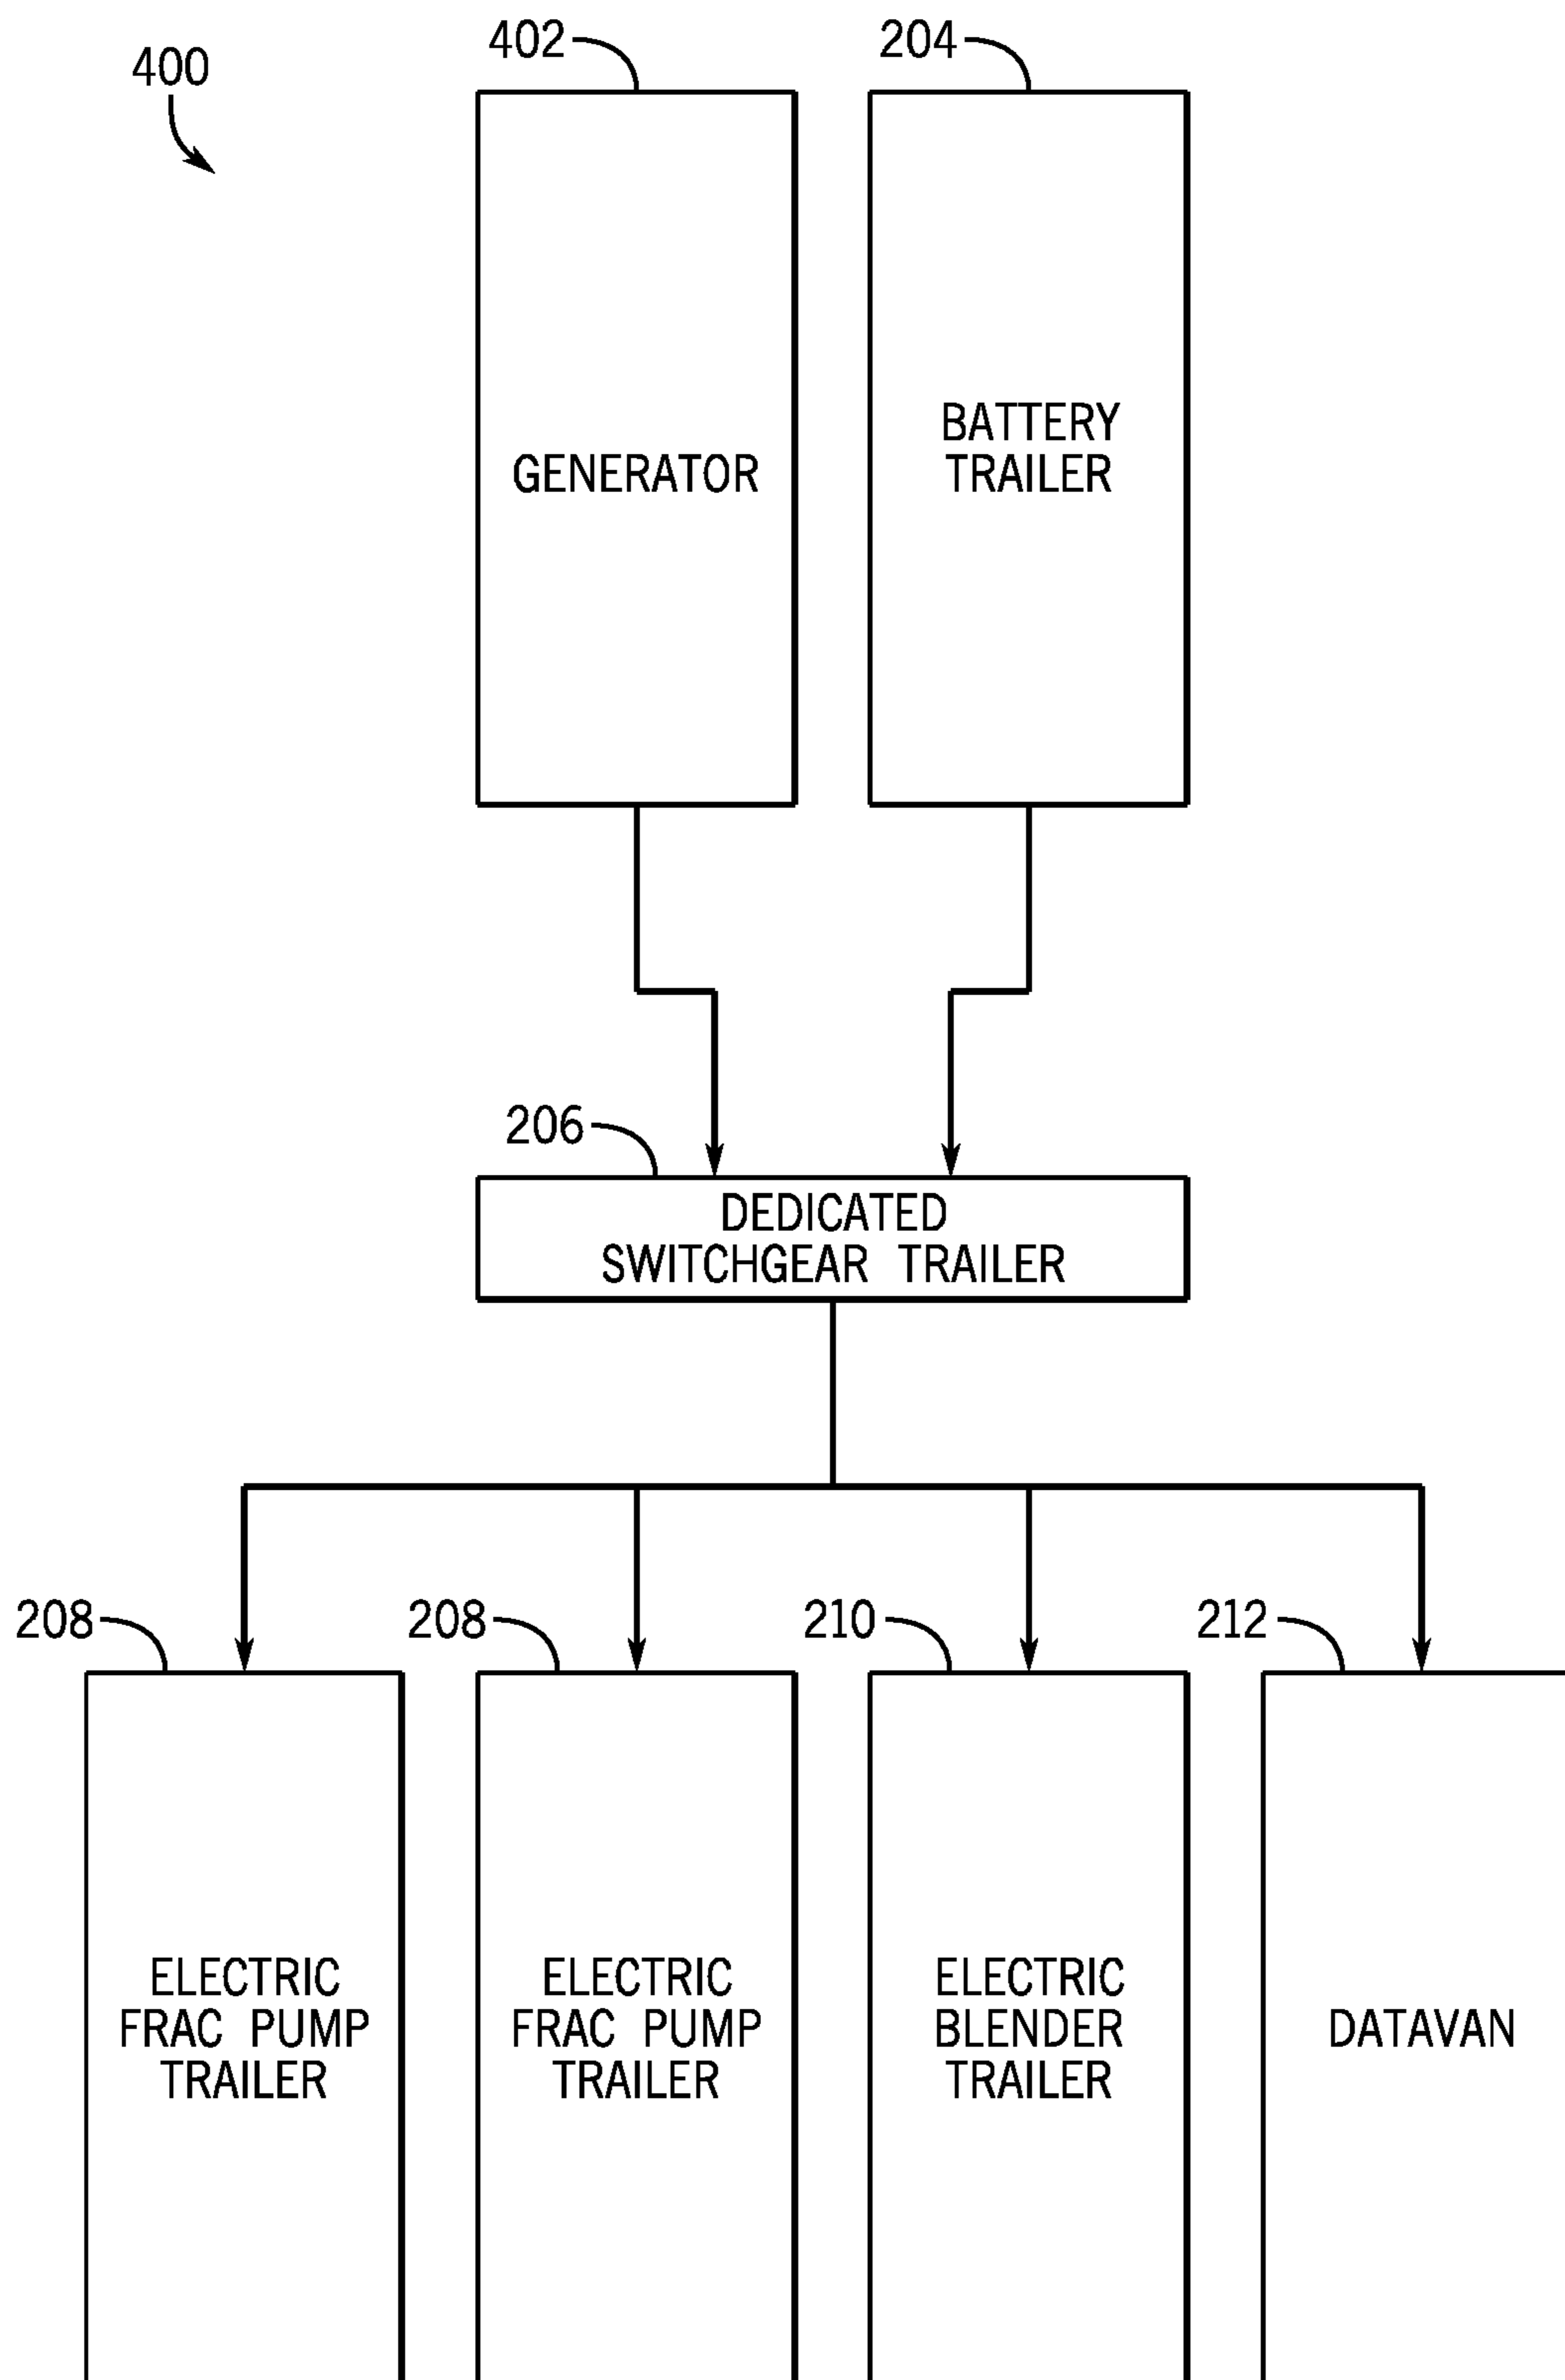 400
402
204
GENERATOR
BATTERY
TRAILER
206
DEDICATED
SWITCHGEAR TRAILER
208
208
210
212
ELECTRIC
FRAC PUMP
TRAILER
ELECTRIC
FRAC PUMP
TRAILER
ELECTRIC
BLENDER
TRAILER
DATAVAN